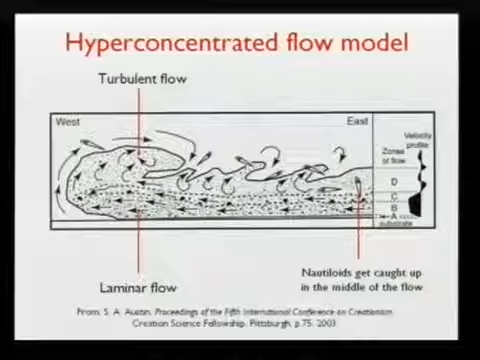 Hyperconcentrated flow model
Turbulent flow
West
East
Velocity
profile
Zones
of flow
D
C
B
A
substrate
Laminar flow
Nautiloids get caught up
in the middle of the flow
From: S. A. Austin, Proceedings of the Fifth International Conference on Creationism,
Creation Science Fellowship, Pittsburgh, p.75. 2003.